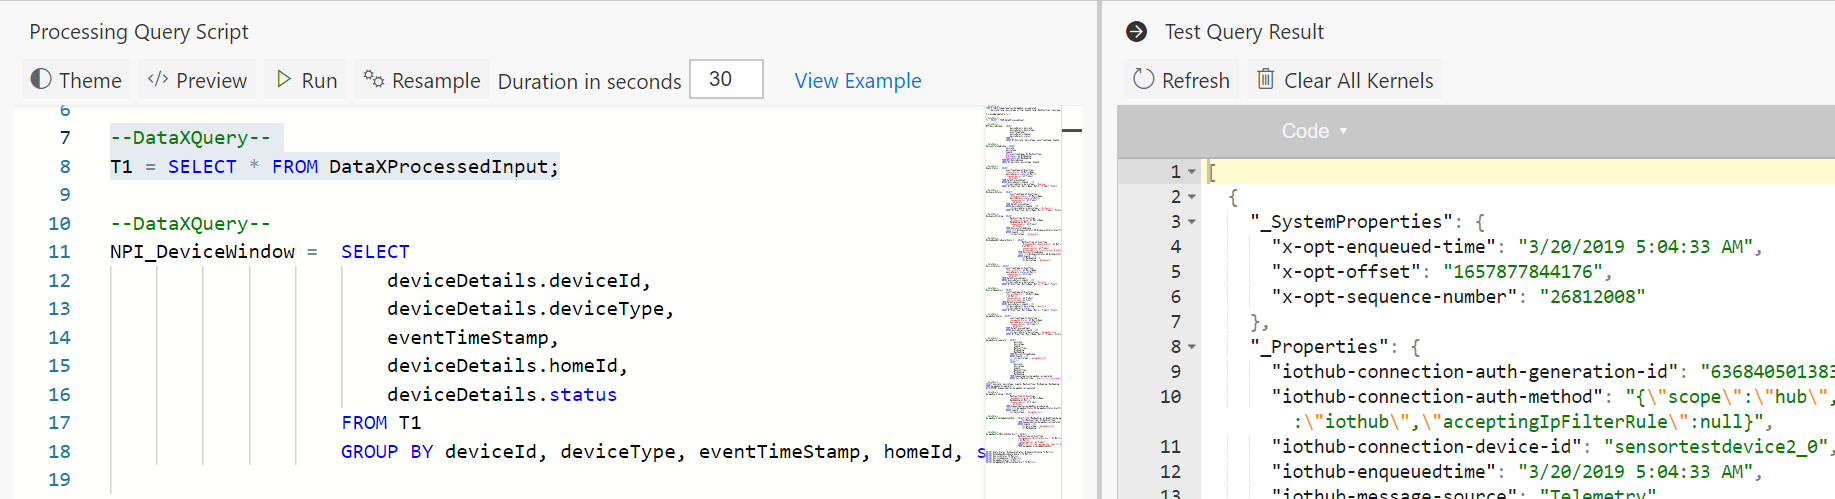 Processing Query Script
Theme </> Preview Run Resample Duration in seconds 30 View Example
6
7 --DataXQuery--
8 T1 = SELECT * FROM DataXProcessedInput;
9
10 --DataXQuery--
11 NPI_DeviceWindow = SELECT
12 deviceDetails.deviceId,
13 deviceDetails.deviceType,
14 eventTimeStamp,
15 deviceDetails.homeId,
16 deviceDetails.status
17 FROM T1
18 GROUP BY deviceId, deviceType, eventTimeStamp, homeId, s
19
Test Query Result
Refresh Clear All Kernels
Code
1 [
2 {
3 "_SystemProperties": {
4 "x-opt-enqueued-time": "3/20/2019 5:04:33 AM",
5 "x-opt-offset": "1657877844176",
6 "x-opt-sequence-number": "26812008"
7 },
8 "_Properties": {
9 "iothub-connection-auth-generation-id": "636840501383
10 "iothub-connection-auth-method": "{\"scope\":\"hub\",
:\"iothub\",\"acceptingIpFilterRule\":null}",
11 "iothub-connection-device-id": "sensortestdevice2_0",
12 "iothub-enqueuedtime": "3/20/2019 5:04:33 AM",
13 "iothub-message-source": "Telemetry"